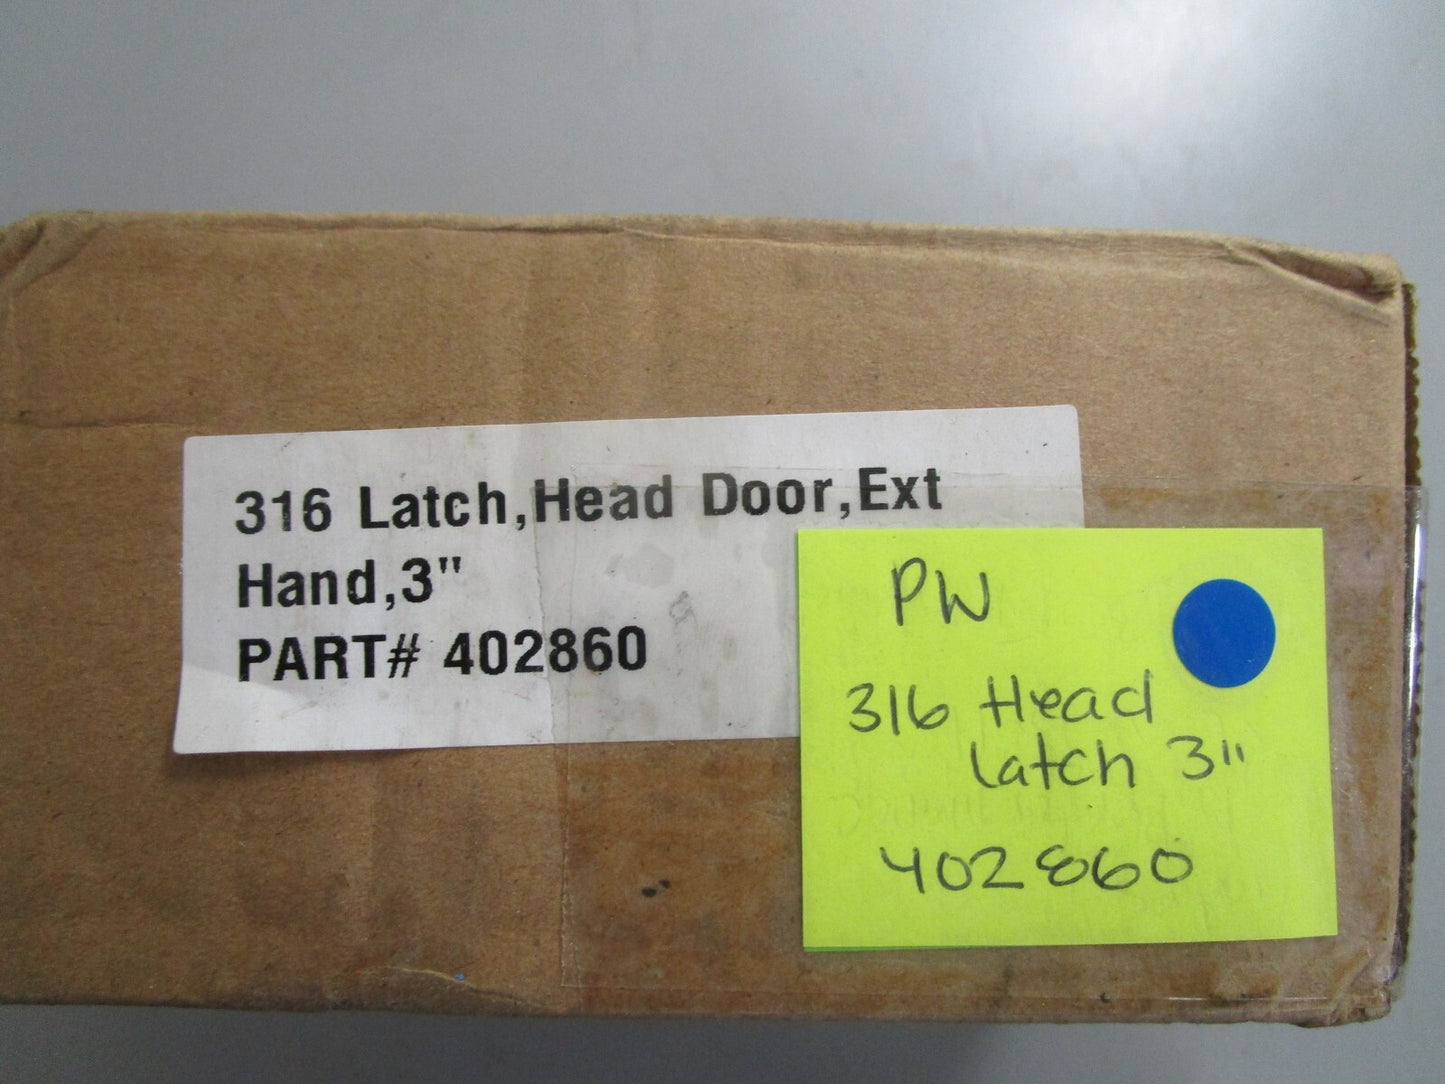 316 Latch,Head Door,Ext
Hand,3"
PART# 402860
PW
316 Head
Latch 3"
402860